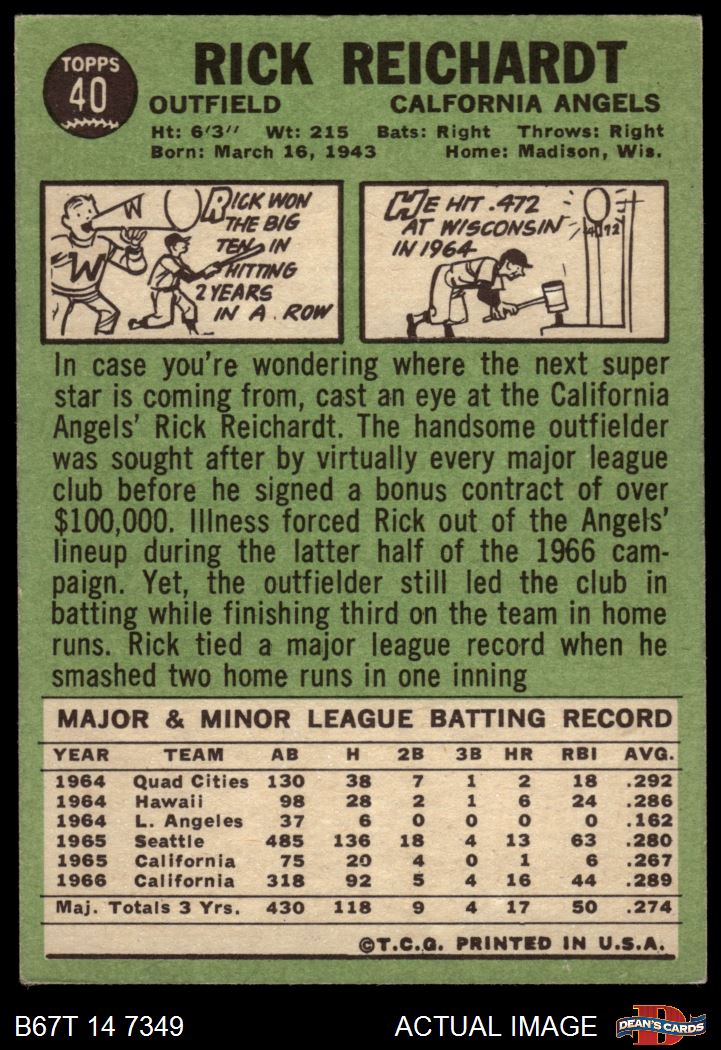 TOPPS
40
RICK REICHARDT
OUTFIELD CALFORNIA ANGELS
Ht: 6'3" Wt: 215 Bats: Right Throws: Right
Born: March 16, 1943 Home: Madison, Wis.
W
W
RICK WON
THE BIG
TEN IN
HITTING
2 YEARS
IN A ROW
HE HIT .472
AT WISCONSIN
IN 1964
472
In case you're wondering where the next super
star is coming from, cast an eye at the California
Angels' Rick Reichardt. The handsome outfielder
was sought after by virtually every major league
club before he signed a bonus contract of over
$100,000. Illness forced Rick out of the Angels'
lineup during the latter half of the 1966 cam-
paign. Yet, the outfielder still led the club in
batting while finishing third on the team in home
runs. Rick tied a major league record when he
smashed two home runs in one inning
MAJOR & MINOR LEAGUE BATTING RECORD
YEAR TEAM AB H 2B 3B HR RBI AVG.
1964 Quad Cities 130 38 7 1 2 18 .292
1964 Hawaii 98 28 2 1 6 24 .286
1964 L. Angeles 37 6 0 0 0 0 .162
1965 Seattle 485 136 18 4 13 63 .280
1965 California 75 20 4 0 1 6 .267
1966 California 318 92 5 4 16 44 .289
Maj. Totals 3 Yrs. 430 118 9 4 17 50 .274
©T.C.G. PRINTED IN U.S.A.
B67T 14 7349 ACTUAL IMAGE
D
DEAN'S CARDS